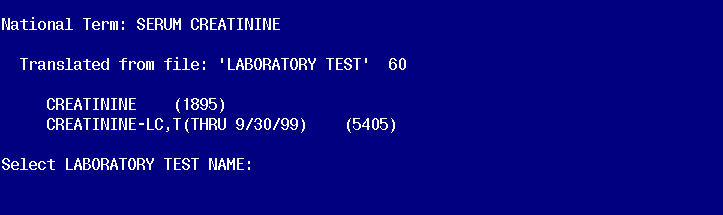 National Term: SERUM CREATININE
Translated from file: 'LABORATORY TEST' 60
CREATININE (1895)
CREATININE-LC,T(THRU 9/30/99) (5405)
Select LABORATORY TEST NAME: